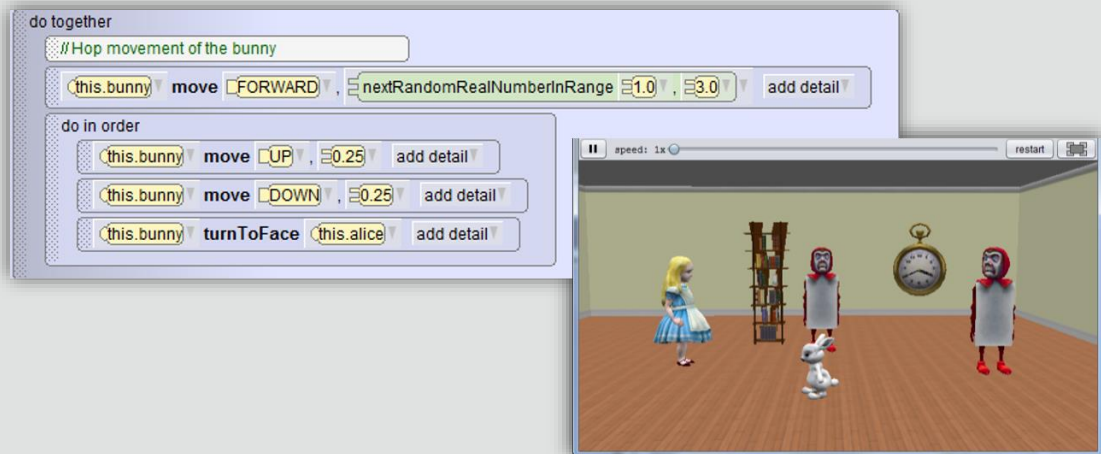 do together
//Hop movement of the bunny
this.bunny move FORWARD , nextRandomRealNumberInRange 1.0 , 3.0 add detail
do in order
this.bunny move UP , 0.25 add detail
this.bunny move DOWN , 0.25 add detail
this.bunny turnToFace this.alice add detail
speed: 1x restart